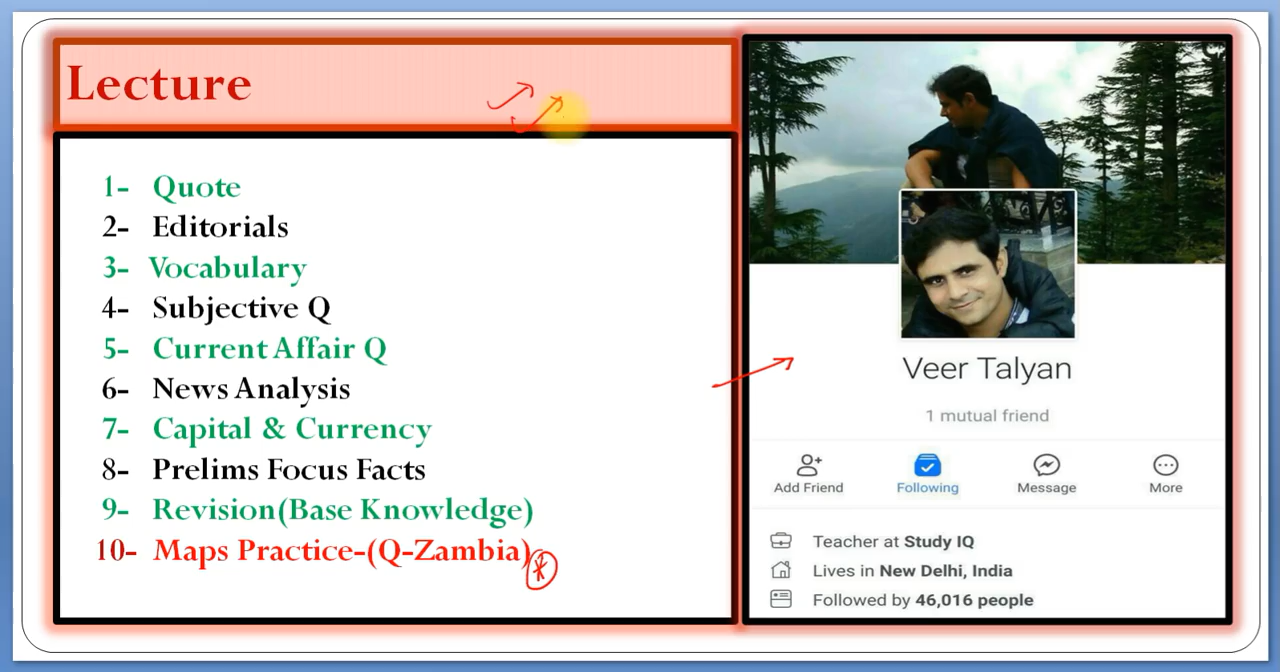 Lecture
1- Quote
2- Editorials
3- Vocabulary
4- Subjective Q
5- Current Affair Q
6- News Analysis
7- Capital & Currency
8- Prelims Focus Facts
9- Revision(Base Knowledge)
10- Maps Practice-(Q-Zambia)
Veer Talyan
1 mutual friend
Add Friend
Following
Message
More
Teacher at Study IQ
Lives in New Delhi, India
Followed by 46,016 people